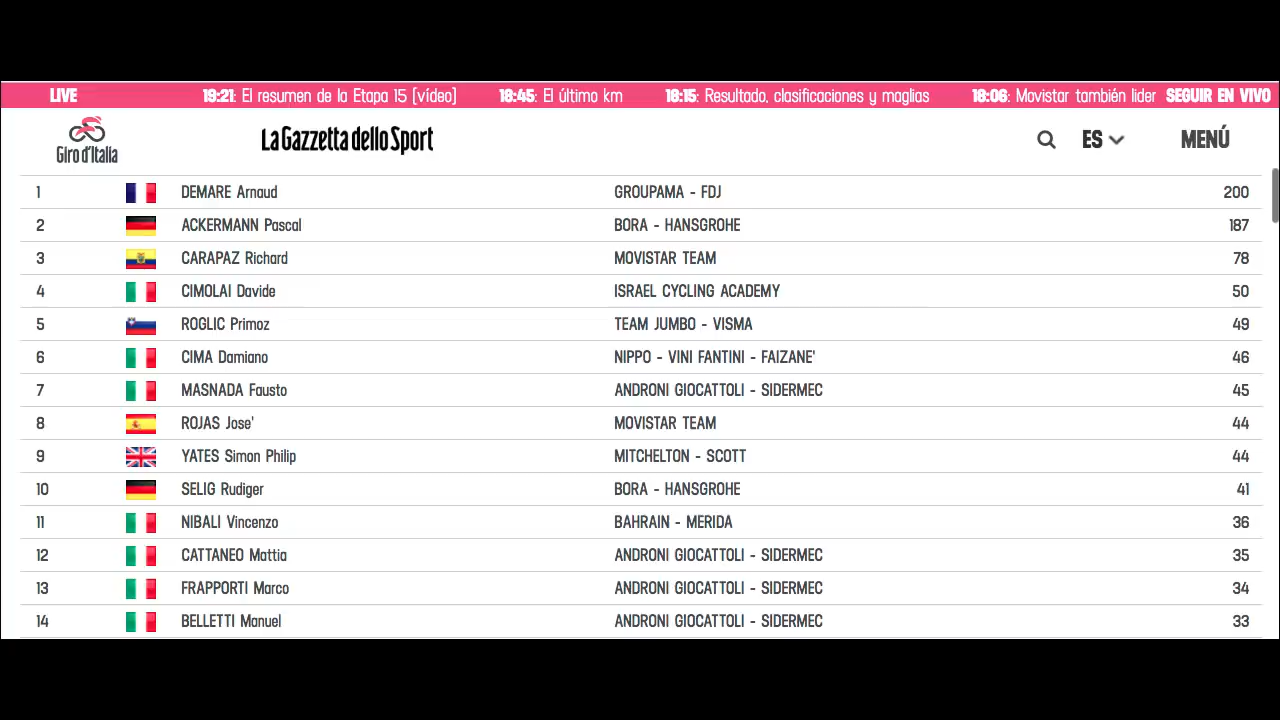 LIVE 19:21: El resumen de la Etapa 15 [vídeo] 18:45: El último km 18:15: Resultado, clasificaciones y maglias 18:06: Movistar también lider SEGUIR EN VIVO
Giro d'Italia La Gazzetta dello Sport ES MENÚ
1 DEMARE Arnaud GROUPAMA - FDJ 200
2 ACKERMANN Pascal BORA - HANSGROHE 187
3 CARAPAZ Richard MOVISTAR TEAM 78
4 CIMOLAI Davide ISRAEL CYCLING ACADEMY 50
5 ROGLIC Primoz TEAM JUMBO - VISMA 49
6 CIMA Damiano NIPPO - VINI FANTINI - FAIZANE' 46
7 MASNADA Fausto ANDRONI GIOCATTOLI - SIDERMEC 45
8 ROJAS Jose' MOVISTAR TEAM 44
9 YATES Simon Philip MITCHELTON - SCOTT 44
10 SELIG Rudiger BORA - HANSGROHE 41
11 NIBALI Vincenzo BAHRAIN - MERIDA 36
12 CATTANEO Mattia ANDRONI GIOCATTOLI - SIDERMEC 35
13 FRAPPORTI Marco ANDRONI GIOCATTOLI - SIDERMEC 34
14 BELLETTI Manuel ANDRONI GIOCATTOLI - SIDERMEC 33